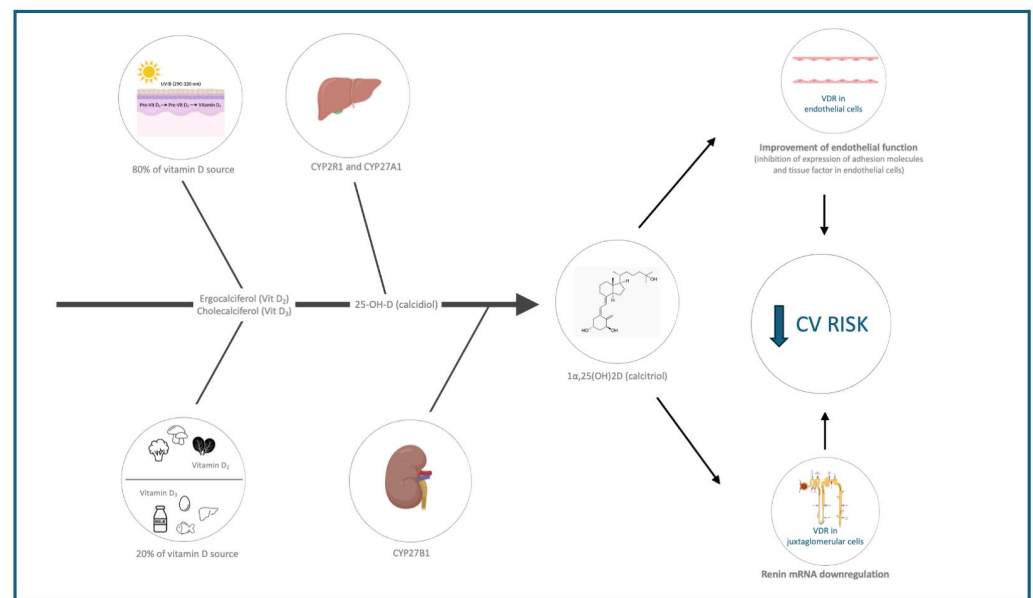 UV-B (290-320 nm)
Pro-Vit D₃ → Pre-Vit D₃ → Vitamin D₃
80% of vitamin D source
CYP2R1 and CYP27A1
VDR in
endothelial cells
Improvement of endothelial function
(inhibition of expression of adhesion molecules
and tissue factor in endothelial cells)
Ergocalciferol (Vit D₂)
Cholecalciferol (Vit D₃)
25-OH-D (calcidiol)
OH
H
H
HO
OH
1α,25(OH)2D (calcitriol)
CV RISK
Vitamin D₂
Vitamin D₃
MILK
20% of vitamin D source
CYP27B1
VDR in
juxtaglomerular cells
Renin mRNA downregulation